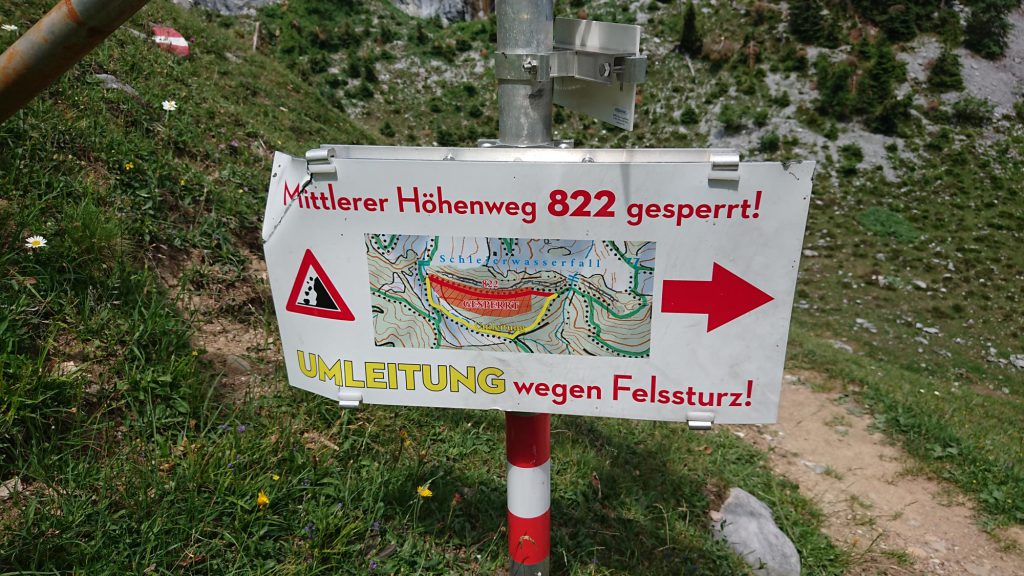 Mittlerer Höhenweg 822 gesperrt!
Schleierwasserfall
822
GESPERRT
UMLEITUNG wegen Felssturz!